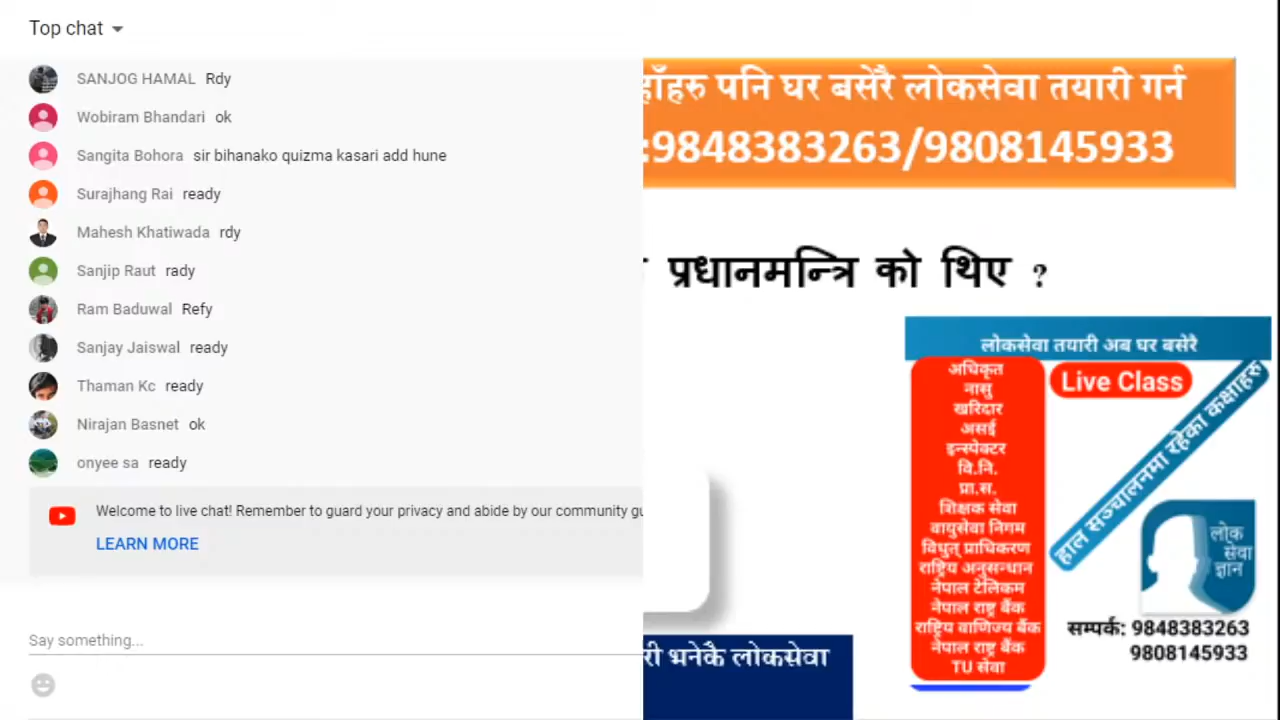 Top chat
SANJOG HAMAL Rdy
Wobiram Bhandari ok
Sangita Bohora sir bihanako quizma kasari add hune
Surajhang Rai ready
Mahesh Khatiwada rdy
Sanjip Raut rady
Ram Baduwal Refy
Sanjay Jaiswal ready
Thaman Kc ready
Nirajan Basnet ok
onyee sa ready
Welcome to live chat! Remember to guard your privacy and abide by our community gu
LEARN MORE
Say something...
हाँहरु पनि घर बसेरै लोकसेवा तयारी गर्न
:9848383263/9808145933
प्रधानमन्त्रि को थिए ?
लोकसेवा तयारी अब घर बसेरै
अधिकृत
नासु
खरिदार
असई
इन्स्पेक्टर
वि.नि.
प्रा.स.
शिक्षक सेवा
वायुसेवा निगम
विधुत् प्राधिकरण
राष्ट्रिय अनुसन्धान
नेपाल टेलिकम
नेपाल राष्ट्र बैंक
राष्ट्रिय वाणिज्य बैंक
नेपाल राष्ट्र बैंक
TU सेवा
Live Class
हाल सञ्चालनमा रहेका कक्षाहरु
लोक
सेवा
ज्ञान
सम्पर्क: 9848383263
9808145933
री भनेकै लोकसेवा